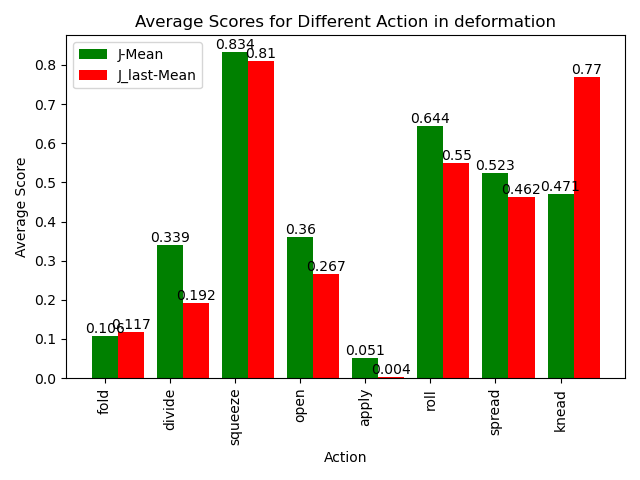 Average Scores for Different Action in deformation
J-Mean
J_last-Mean
Average Score
0.8
0.7
0.6
0.5
0.4
0.3
0.2
0.1
0.0
0.106
0.117
0.339
0.192
0.834
0.81
0.36
0.267
0.051
0.004
0.644
0.55
0.523
0.462
0.471
0.77
fold
divide
squeeze
open
apply
roll
spread
knead
Action